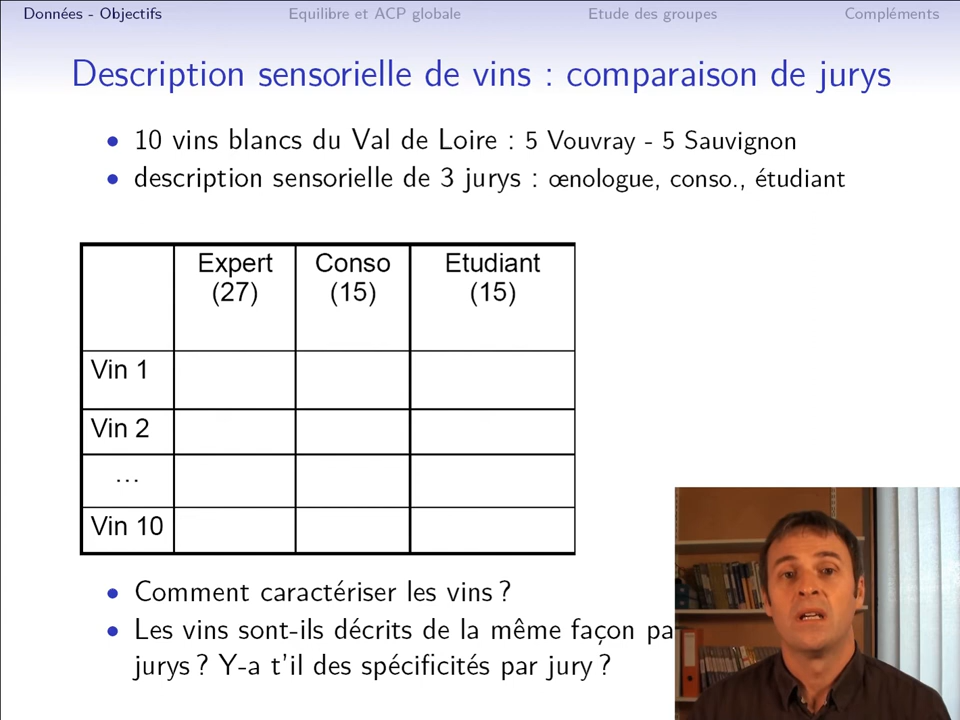 Données - Objectifs Equilibre et ACP globale Etude des groupes Compléments
Description sensorielle de vins : comparaison de jurys
• 10 vins blancs du Val de Loire : 5 Vouvray - 5 Sauvignon
• description sensorielle de 3 jurys : œnologue, conso., étudiant
Expert Conso Etudiant
(27) (15) (15)
Vin 1
Vin 2
…
Vin 10
• Comment caractériser les vins ?
• Les vins sont-ils décrits de la même façon pa
jurys ? Y-a t'il des spécificités par jury ?